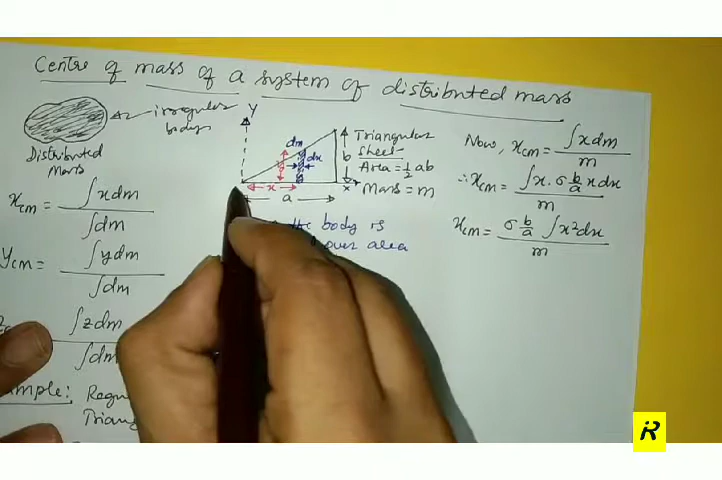 Centre of mass of a system of distributed mass
irregular
body
Distributed
Mass
xcm = ∫xdm
∫dm
Ycm = ∫ydm
∫dm
∫zdm
∫dm
Y
dm
dx
b
x
a
x
Triangular
Sheet
Area = 1/2 ab
Mass = m
the body is
over area
Now, xcm = ∫xdm
m
∴ xcm = ∫x.σ b/a xdx
m
xcm = σ b/a ∫x²dx
m
R